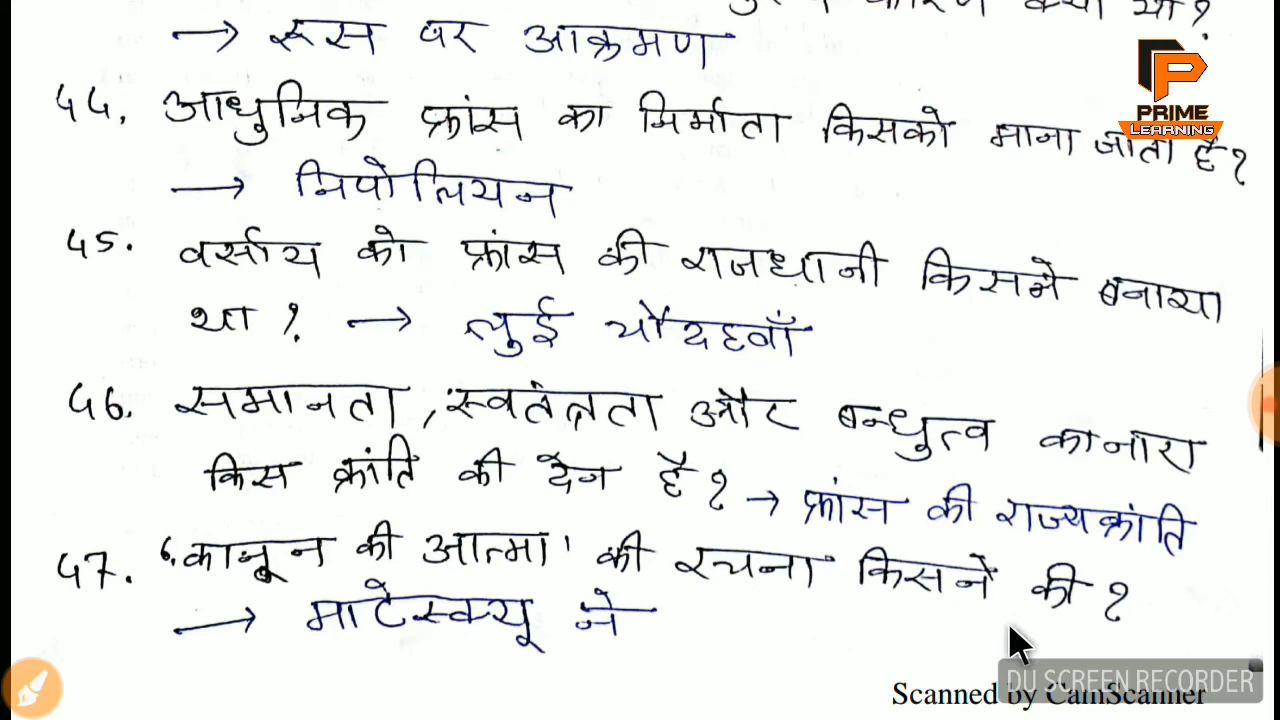 क्या था?
→ रूस पर आक्रमण
44. आधुनिक फ्रांस का निर्माता किसको माना जाता है?
→ निपोलियन
45. वर्साय को फ्रांस की राजधानी किसने बनाया
था? → लुई चौदहवाँ
46. समानता, स्वतंत्रता और बन्धुत्व का नारा
किस क्रांति की देन है? → फ्रांस की राज्यक्रांति
47. 'कानून की आत्मा' की रचना किसने की?
→ मार्टेस्क्यू ने
PRIME
LEARNING
DU SCREEN RECORDER
Scanned by CamScanner